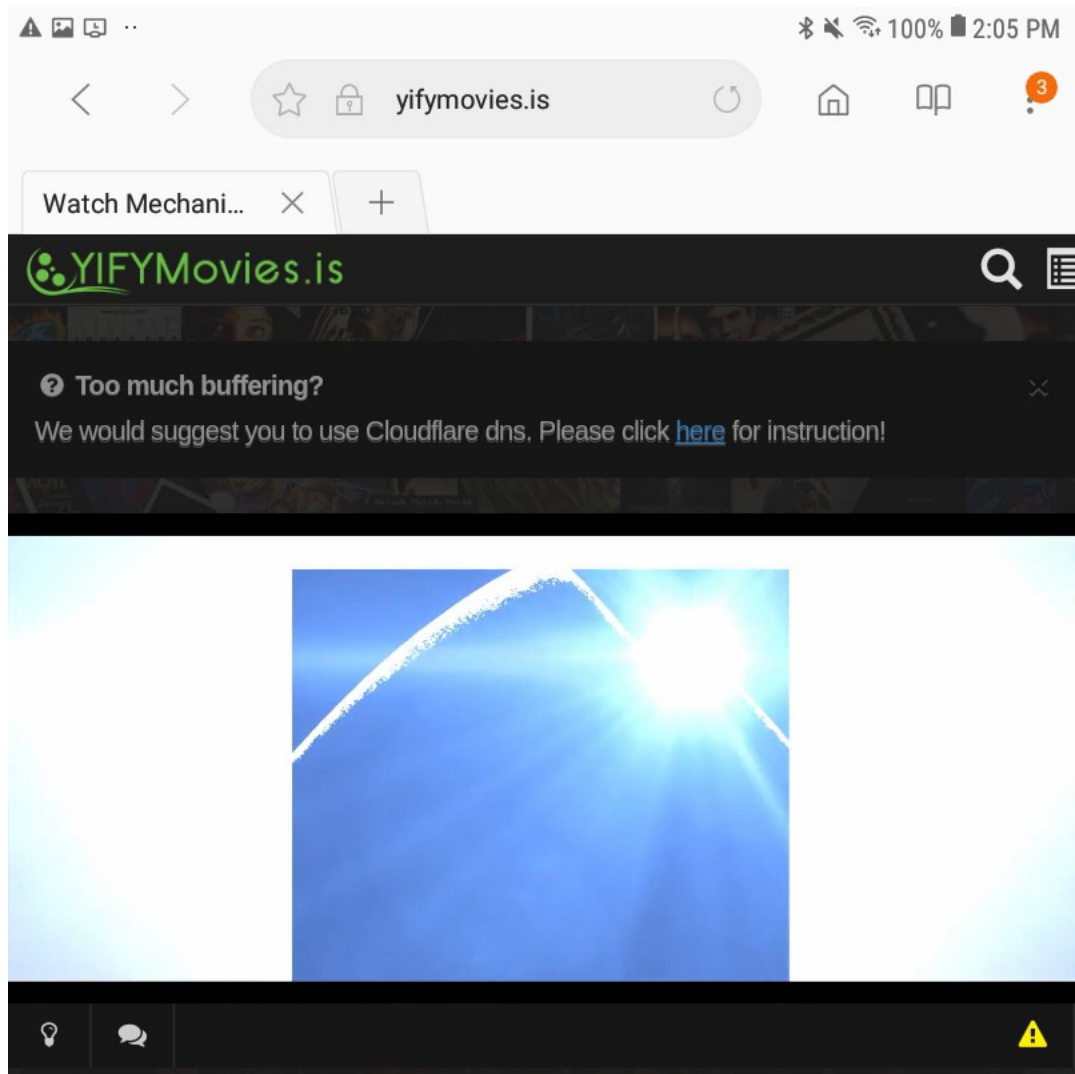 100% 2:05 PM
yifymovies.is
3
Watch Mechani...
YIFYMovies.is
Too much buffering?
We would suggest you to use Cloudflare dns. Please click here for instruction!